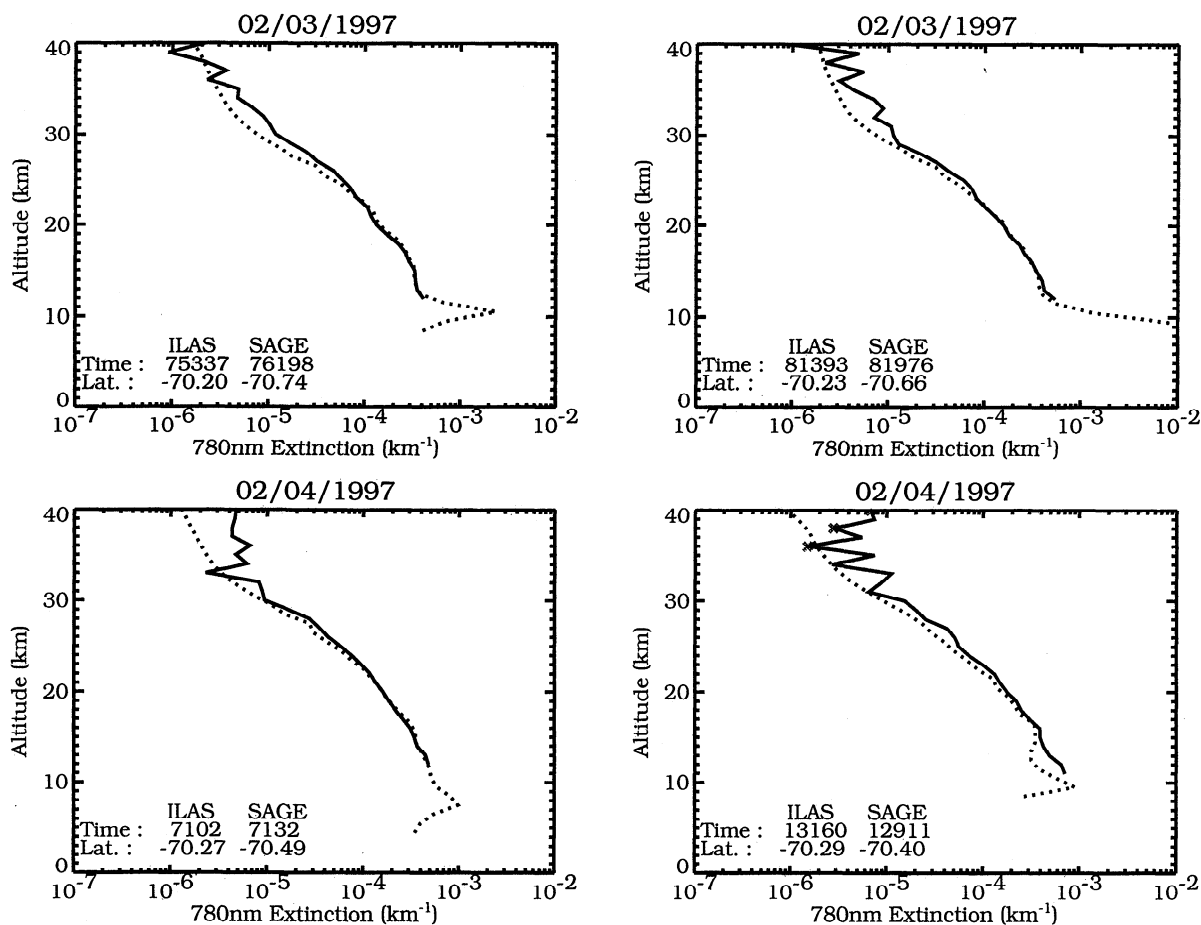 02/03/1997
40
30
20
10
0
Altitude (km)
ILAS SAGE
Time : 75337 76198
Lat. : -70.20 -70.74
10-7 10-6 10-5 10-4 10-3 10-2
780nm Extinction (km-1)
02/03/1997
40
30
20
10
0
Altitude (km)
ILAS SAGE
Time : 81393 81976
Lat. : -70.23 -70.66
10-7 10-6 10-5 10-4 10-3 10-2
780nm Extinction (km-1)
02/04/1997
40
30
20
10
0
Altitude (km)
ILAS SAGE
Time : 7102 7132
Lat. : -70.27 -70.49
10-7 10-6 10-5 10-4 10-3 10-2
780nm Extinction (km-1)
02/04/1997
40
30
20
10
0
Altitude (km)
ILAS SAGE
Time : 13160 12911
Lat. : -70.29 -70.40
10-7 10-6 10-5 10-4 10-3 10-2
780nm Extinction (km-1)